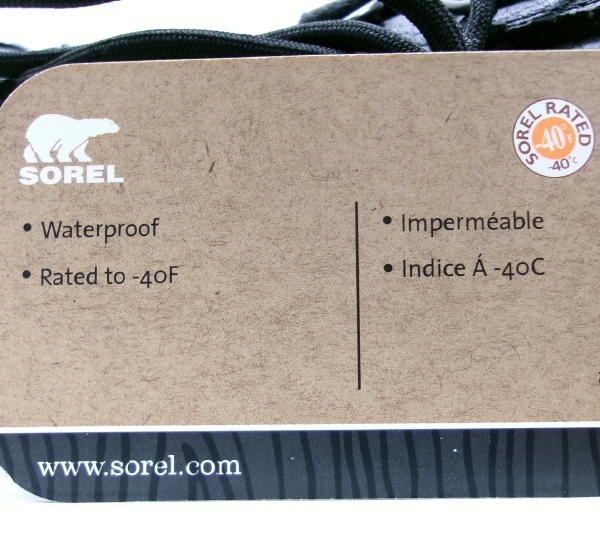 SOREL
SOREL RATED
-40°F
-40°C
• Waterproof
• Rated to -40F
• Imperméable
• Indice Á -40C
www.sorel.com